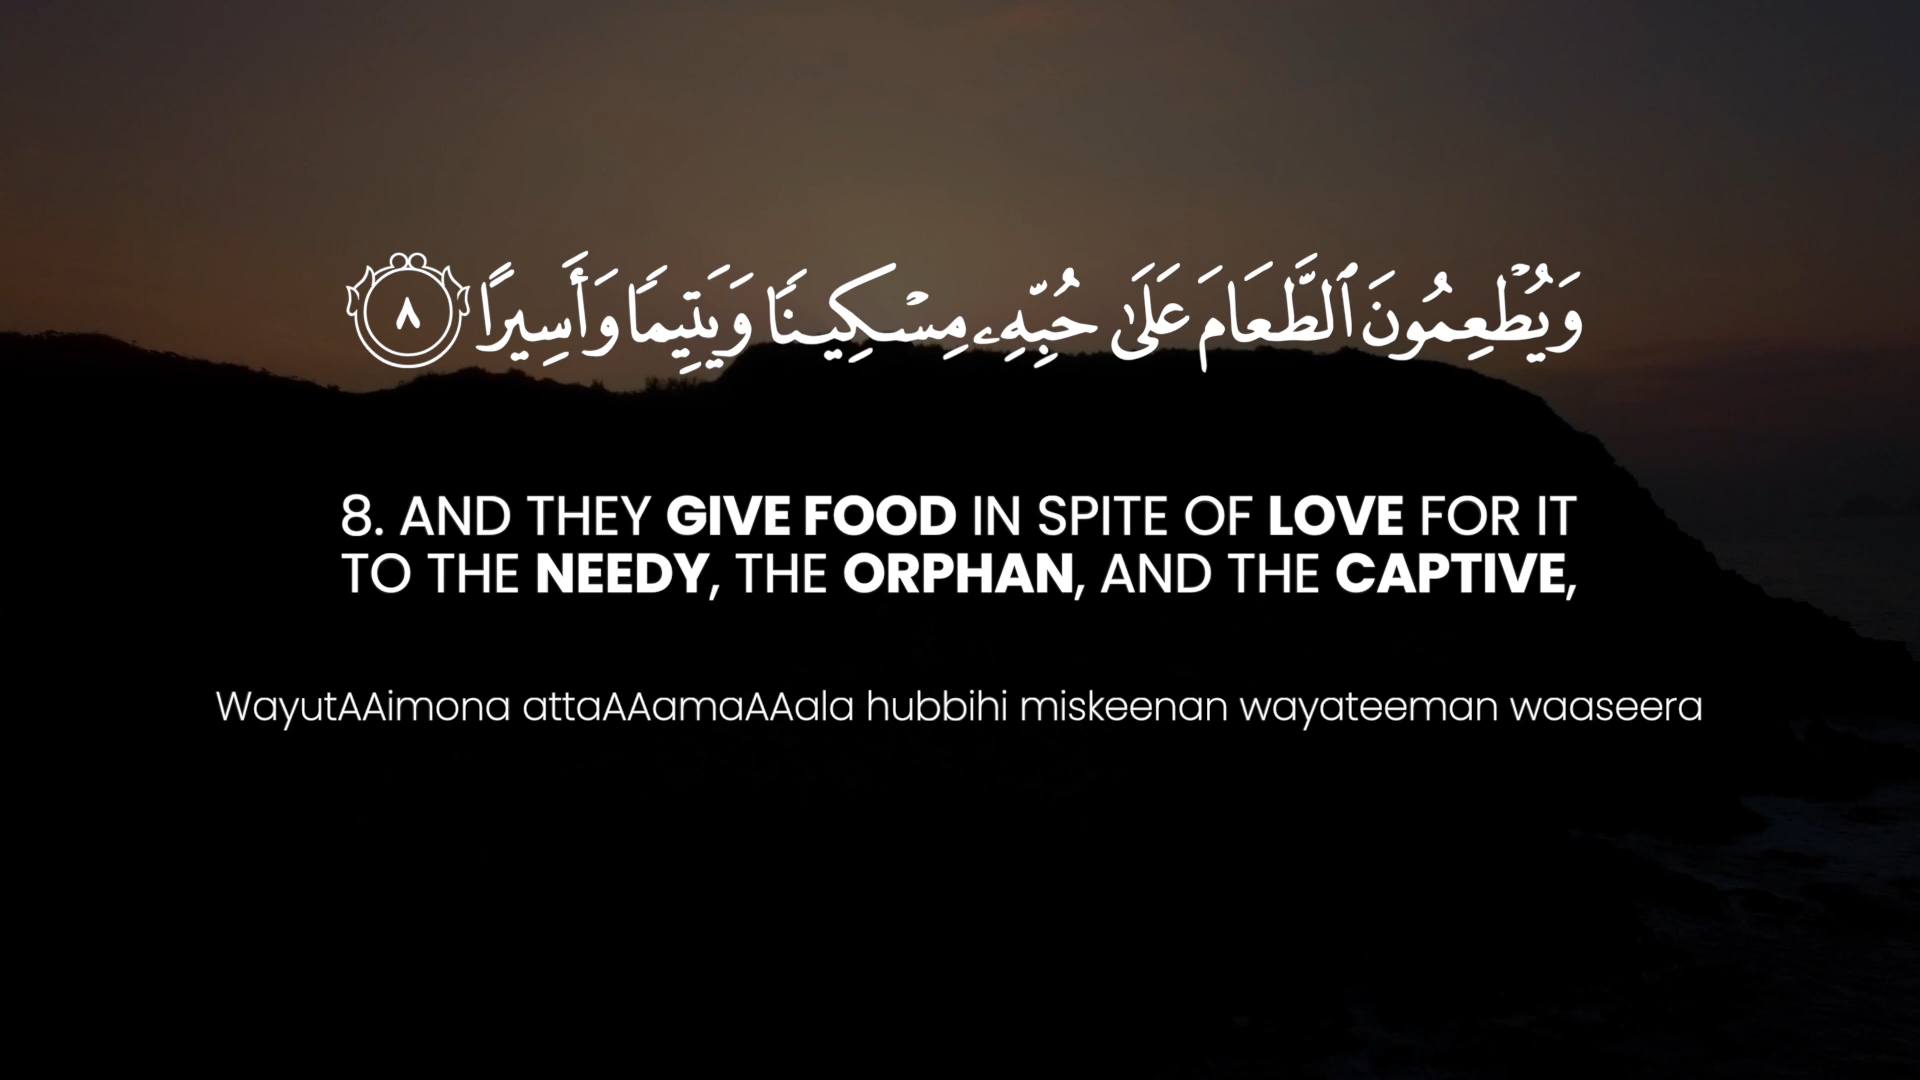 وَيُطْعِمُونَ ٱلطَّعَامَ عَلَىٰ حُبِّهِۦ مِسْكِينًا وَيَتِيمًا وَأَسِيرًا ٨
8. AND THEY GIVE FOOD IN SPITE OF LOVE FOR IT
TO THE NEEDY, THE ORPHAN, AND THE CAPTIVE,
WayutAAimona attaAAamaAAala hubbihi miskeenan wayateeman waaseera